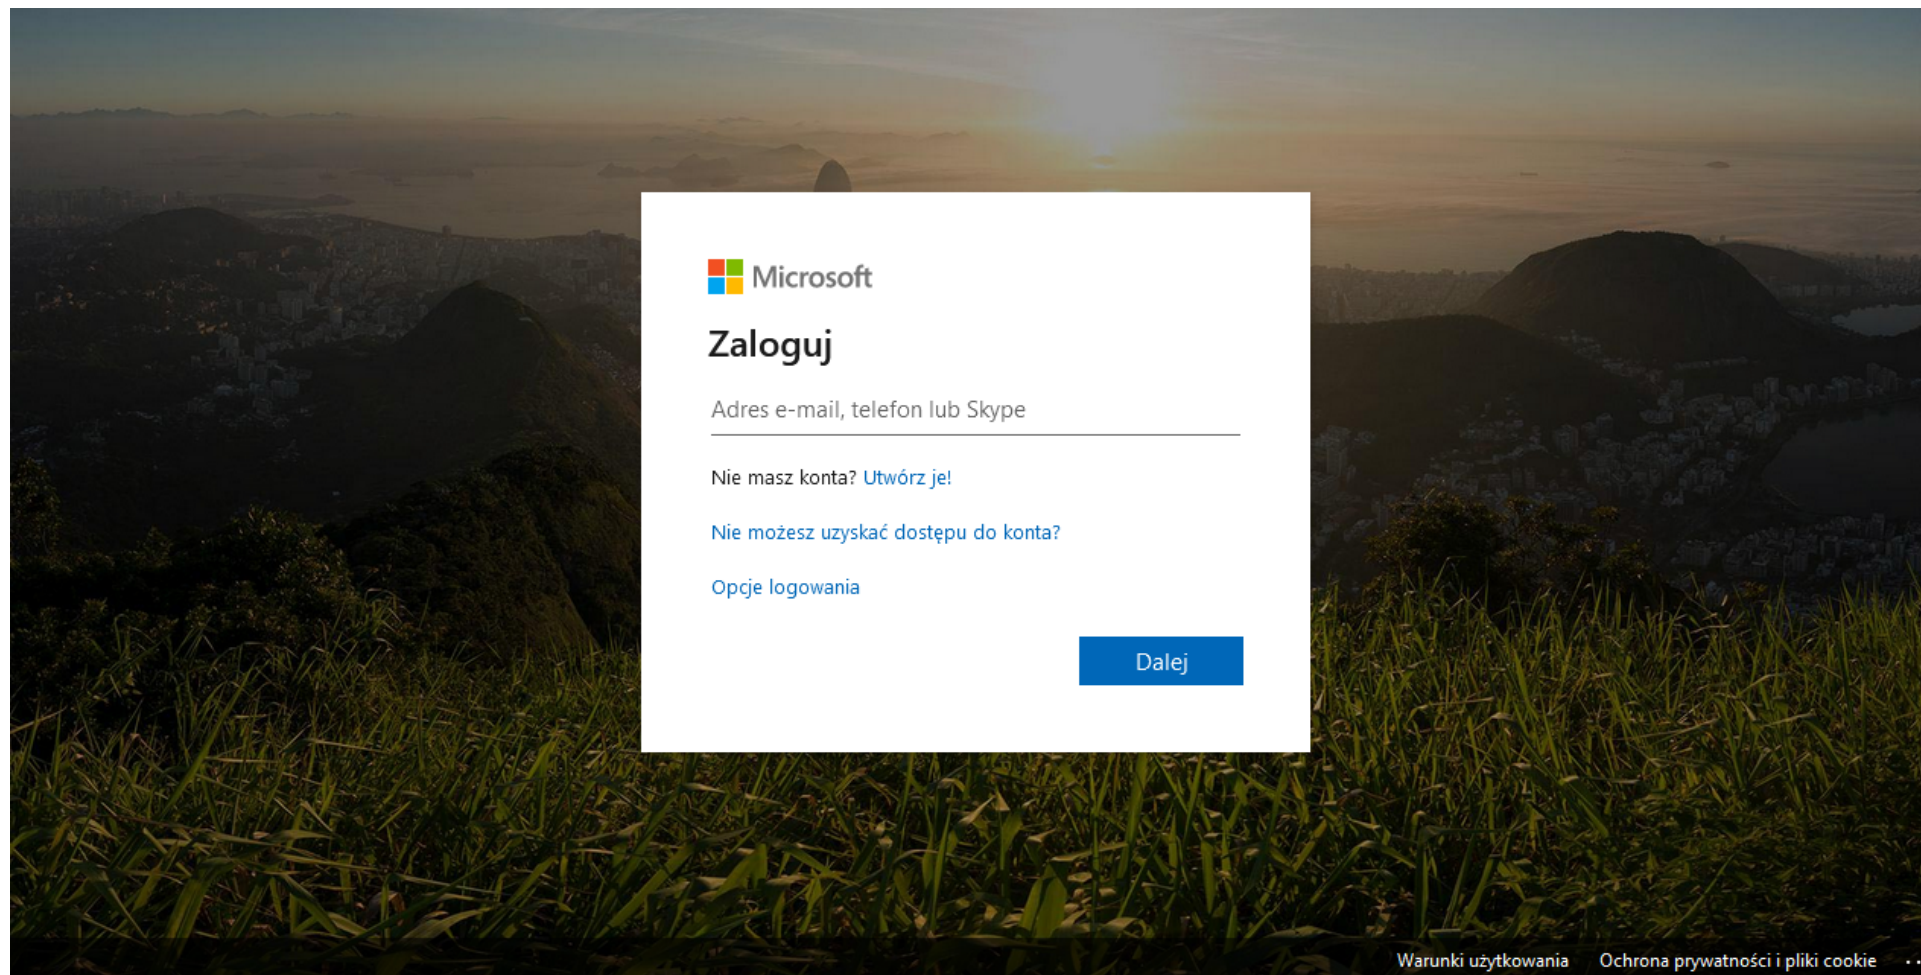 Microsoft
Zaloguj
Adres e-mail, telefon lub Skype
Nie masz konta? Utwórz je!
Nie możesz uzyskać dostępu do konta?
Opcje logowania
Dalej
Warunki użytkowania Ochrona prywatności i pliki cookie